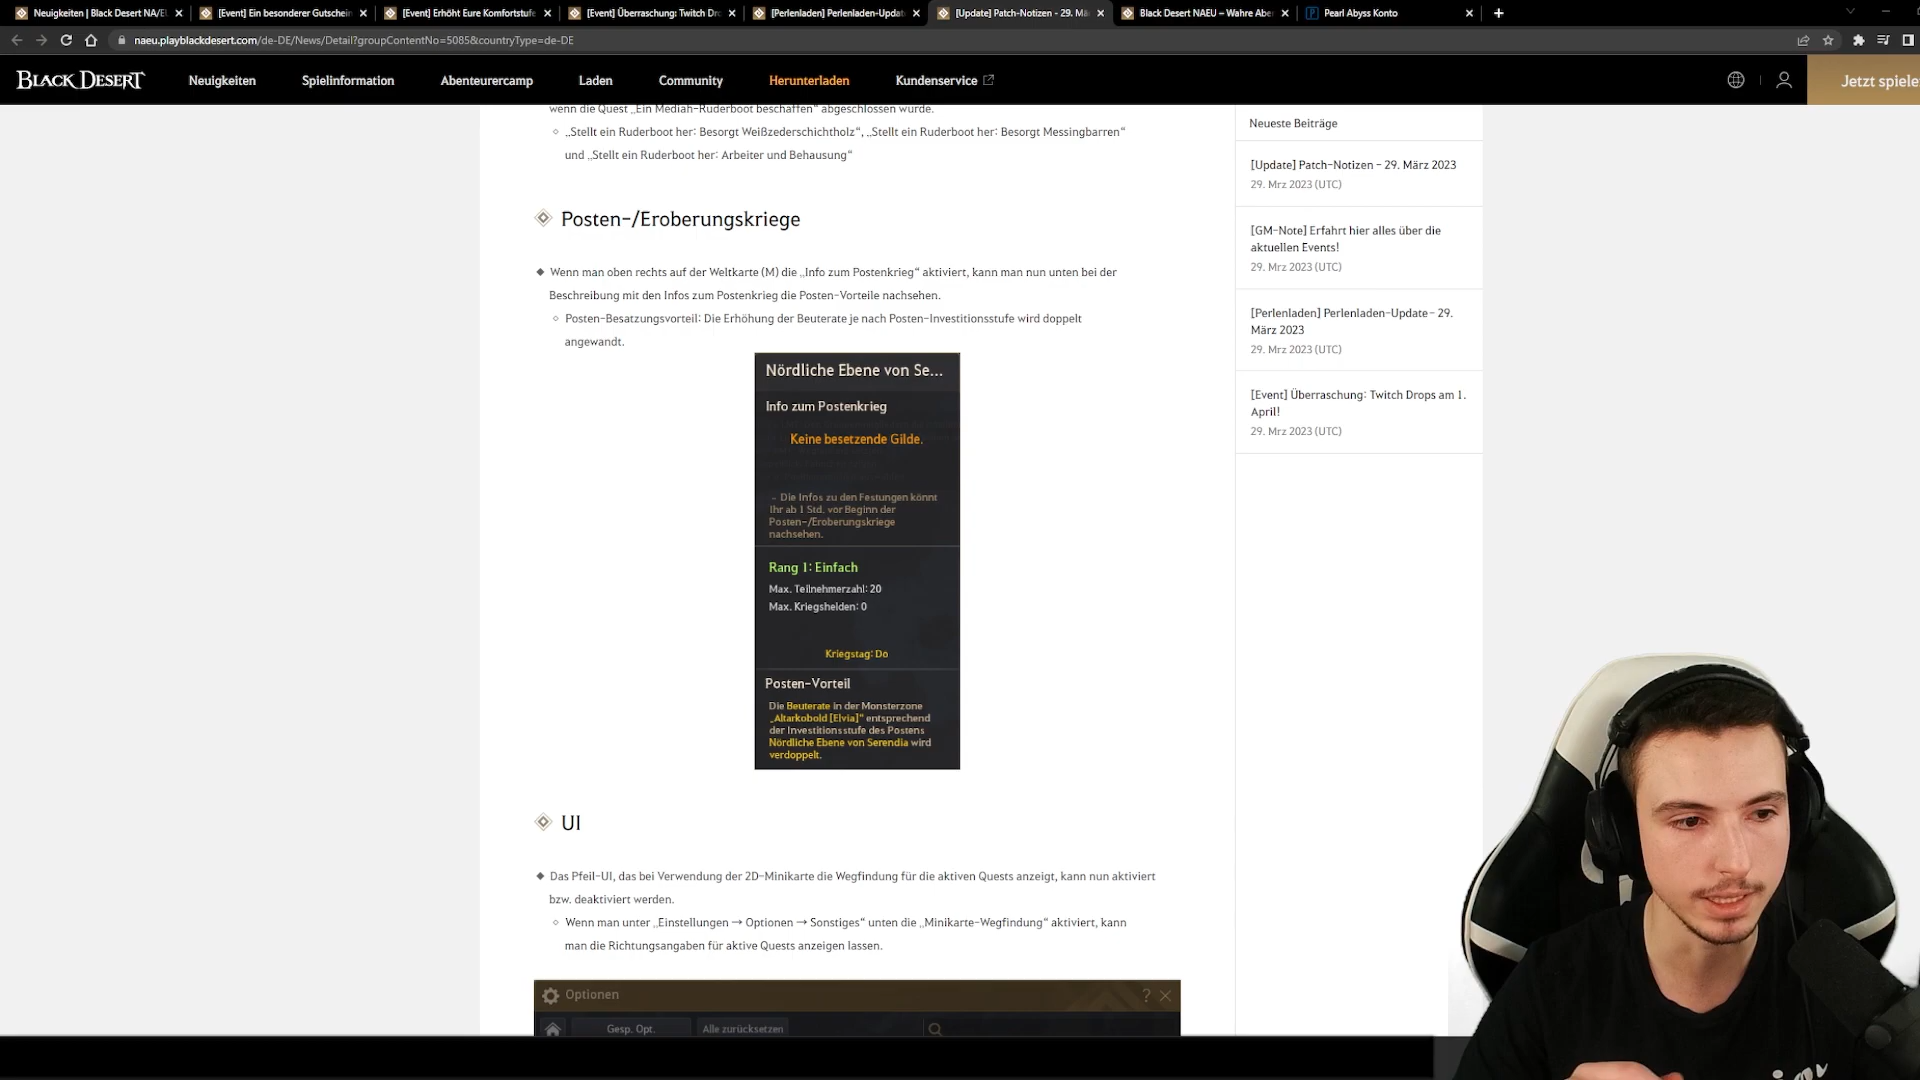 Neuigkeiten | Black Desert NA/E
[Event] Ein besonderer Gutschein
[Event] Erhöht Eure Komfortstufe
[Event] Überraschung: Twitch Dr
[Perlenladen] Perlenladen-Updat
[Update] Patch-Notizen - 29. Mä
Black Desert NAEU – Wahre Abe
Pearl Abyss Konto
naeu.playblackdesert.com/de-DE/News/Detail?groupContentNo=5085&countryType=de-DE
BLACK DESERT
Neuigkeiten
Spielinformation
Abenteurercamp
Laden
Community
Herunterladen
Kundenservice
Jetzt spiele
wenn die Quest „Ein Mediah-Ruderboot beschaffen“ abgeschlossen wurde.
„Stellt ein Ruderboot her: Besorgt Weißzederschichtholz“, „Stellt ein Ruderboot her: Besorgt Messingbarren“
und „Stellt ein Ruderboot her: Arbeiter und Behausung“
Posten-/Eroberungskriege
Wenn man oben rechts auf der Weltkarte (M) die „Info zum Postenkrieg“ aktiviert, kann man nun unten bei der
Beschreibung mit den Infos zum Postenkrieg die Posten-Vorteile nachsehen.
Posten-Besatzungsvorteil: Die Erhöhung der Beuterate je nach Posten-Investitionsstufe wird doppelt
angewandt.
Nördliche Ebene von Se...
Info zum Postenkrieg
Keine besetzende Gilde.
- Die Infos zu den Festungen könnt
Ihr ab 1 Std. vor Beginn der
Posten-/Eroberungskriege
nachsehen.
Rang 1: Einfach
Max. Teilnehmerzahl: 20
Max. Kriegshelden: 0
Kriegstag: Do
Posten-Vorteil
Die Beuterate in der Monsterzone
„Altarkobold [Elvia]“ entsprechend
der Investitionsstufe des Postens
Nördliche Ebene von Serendia wird
verdoppelt.
UI
Das Pfeil-UI, das bei Verwendung der 2D-Minikarte die Wegfindung für die aktiven Quests anzeigt, kann nun aktiviert
bzw. deaktiviert werden.
Wenn man unter „Einstellungen → Optionen → Sonstiges“ unten die „Minikarte-Wegfindung“ aktiviert, kann
man die Richtungsangaben für aktive Quests anzeigen lassen.
Optionen
?
Gesp. Opt.
Alle zurücksetzen
Neueste Beiträge
[Update] Patch-Notizen - 29. März 2023
29. Mrz 2023 (UTC)
[GM-Note] Erfahrt hier alles über die
aktuellen Events!
29. Mrz 2023 (UTC)
[Perlenladen] Perlenladen-Update - 29.
März 2023
29. Mrz 2023 (UTC)
[Event] Überraschung: Twitch Drops am 1.
April!
29. Mrz 2023 (UTC)